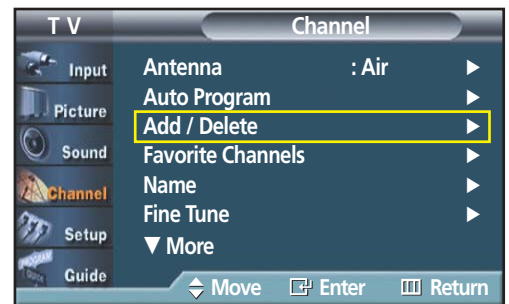 T V
Channel
Input
Picture
Sound
Channel
Setup
Guide
Antenna : Air ►
Auto Program ►
Add / Delete ►
Favorite Channels ►
Name ►
Fine Tune ►
▼ More
Move Enter Return